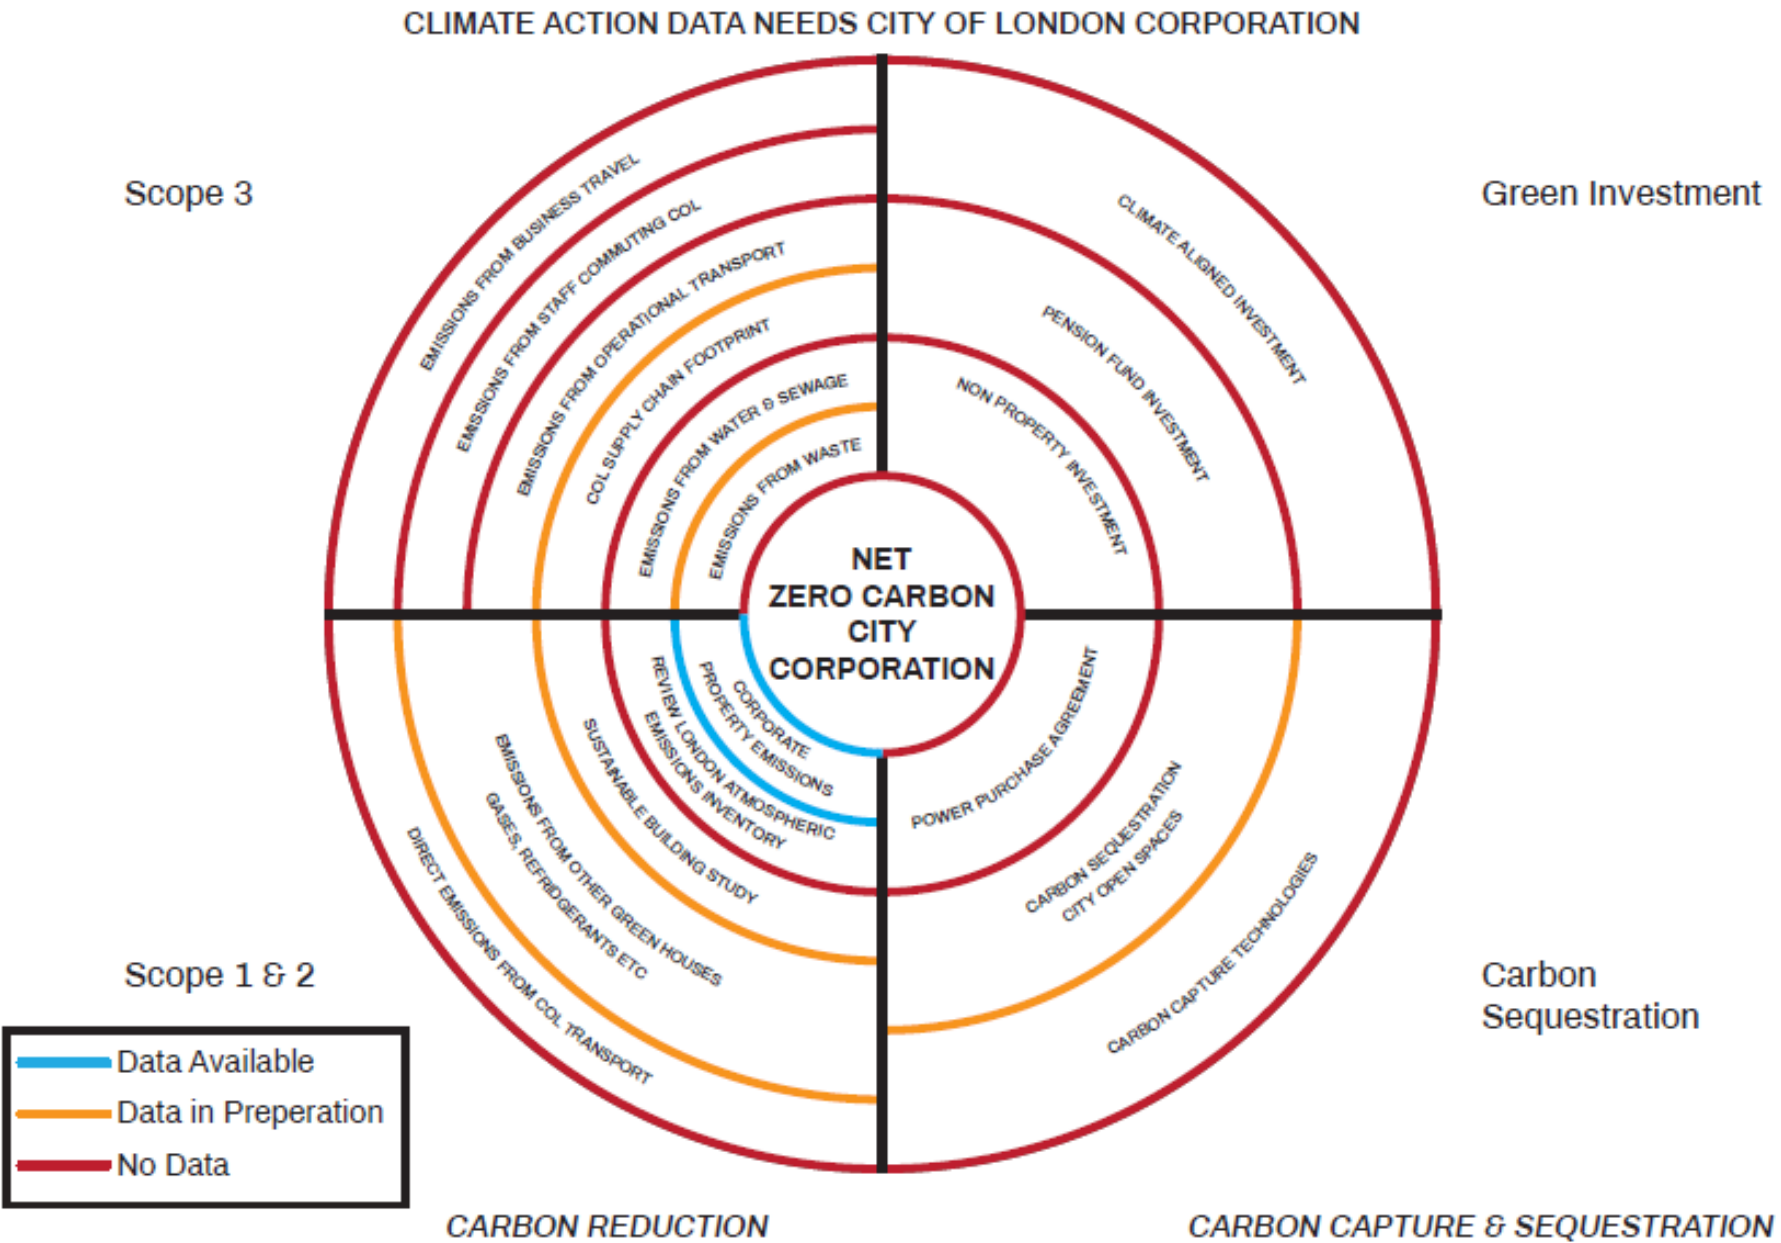 CLIMATE ACTION DATA NEEDS CITY OF LONDON CORPORATION
Scope 3
Green Investment
EMISSIONS FROM BUSINESS TRAVEL
EMISSIONS FROM STAFF COMMUTING COL
EMISSIONS FROM OPERATIONAL TRANSPORT
COL SUPPLY CHAIN FOOTPRINT
EMISSIONS FROM WATER & SEWAGE
EMISSIONS FROM WASTE
CLIMATE ALIGNED INVESTMENT
PENSION FUND INVESTMENT
NON PROPERTY INVESTMENT
NET
ZERO CARBON
CITY
CORPORATION
CORPORATE
PROPERTY EMISSIONS
REVIEW LONDON ATMOSPHERIC
EMISSIONS INVENTORY
SUSTAINABLE BUILDING STUDY
EMISSIONS FROM OTHER GREEN HOUSES
GASES, REFRIDGERANTS ETC
DIRECT EMISSIONS FROM COL TRANSPORT
POWER PURCHASE AGREEMENT
CARBON SEQUESTRATION
CITY OPEN SPACES
CARBON CAPTURE TECHNOLOGIES
Scope 1 & 2
Carbon
Sequestration
Data Available
Data in Preperation
No Data
CARBON REDUCTION
CARBON CAPTURE & SEQUESTRATION